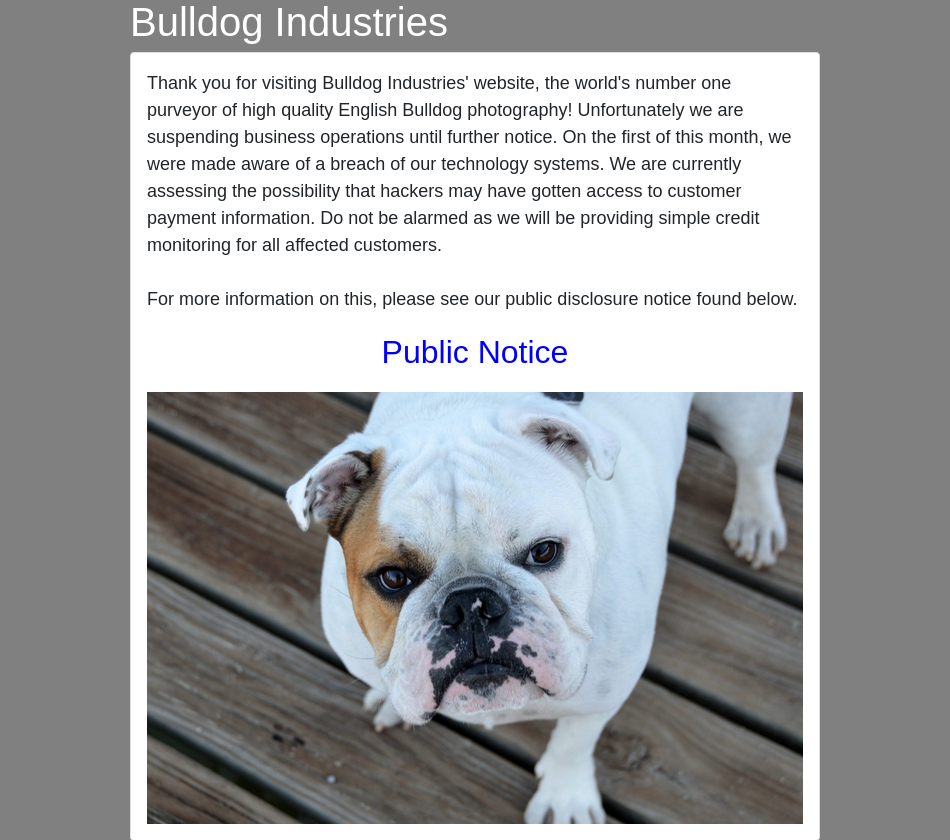 Bulldog Industries
Thank you for visiting Bulldog Industries' website, the world's number one
purveyor of high quality English Bulldog photography! Unfortunately we are
suspending business operations until further notice. On the first of this month, we
were made aware of a breach of our technology systems. We are currently
assessing the possibility that hackers may have gotten access to customer
payment information. Do not be alarmed as we will be providing simple credit
monitoring for all affected customers.
For more information on this, please see our public disclosure notice found below.
Public Notice